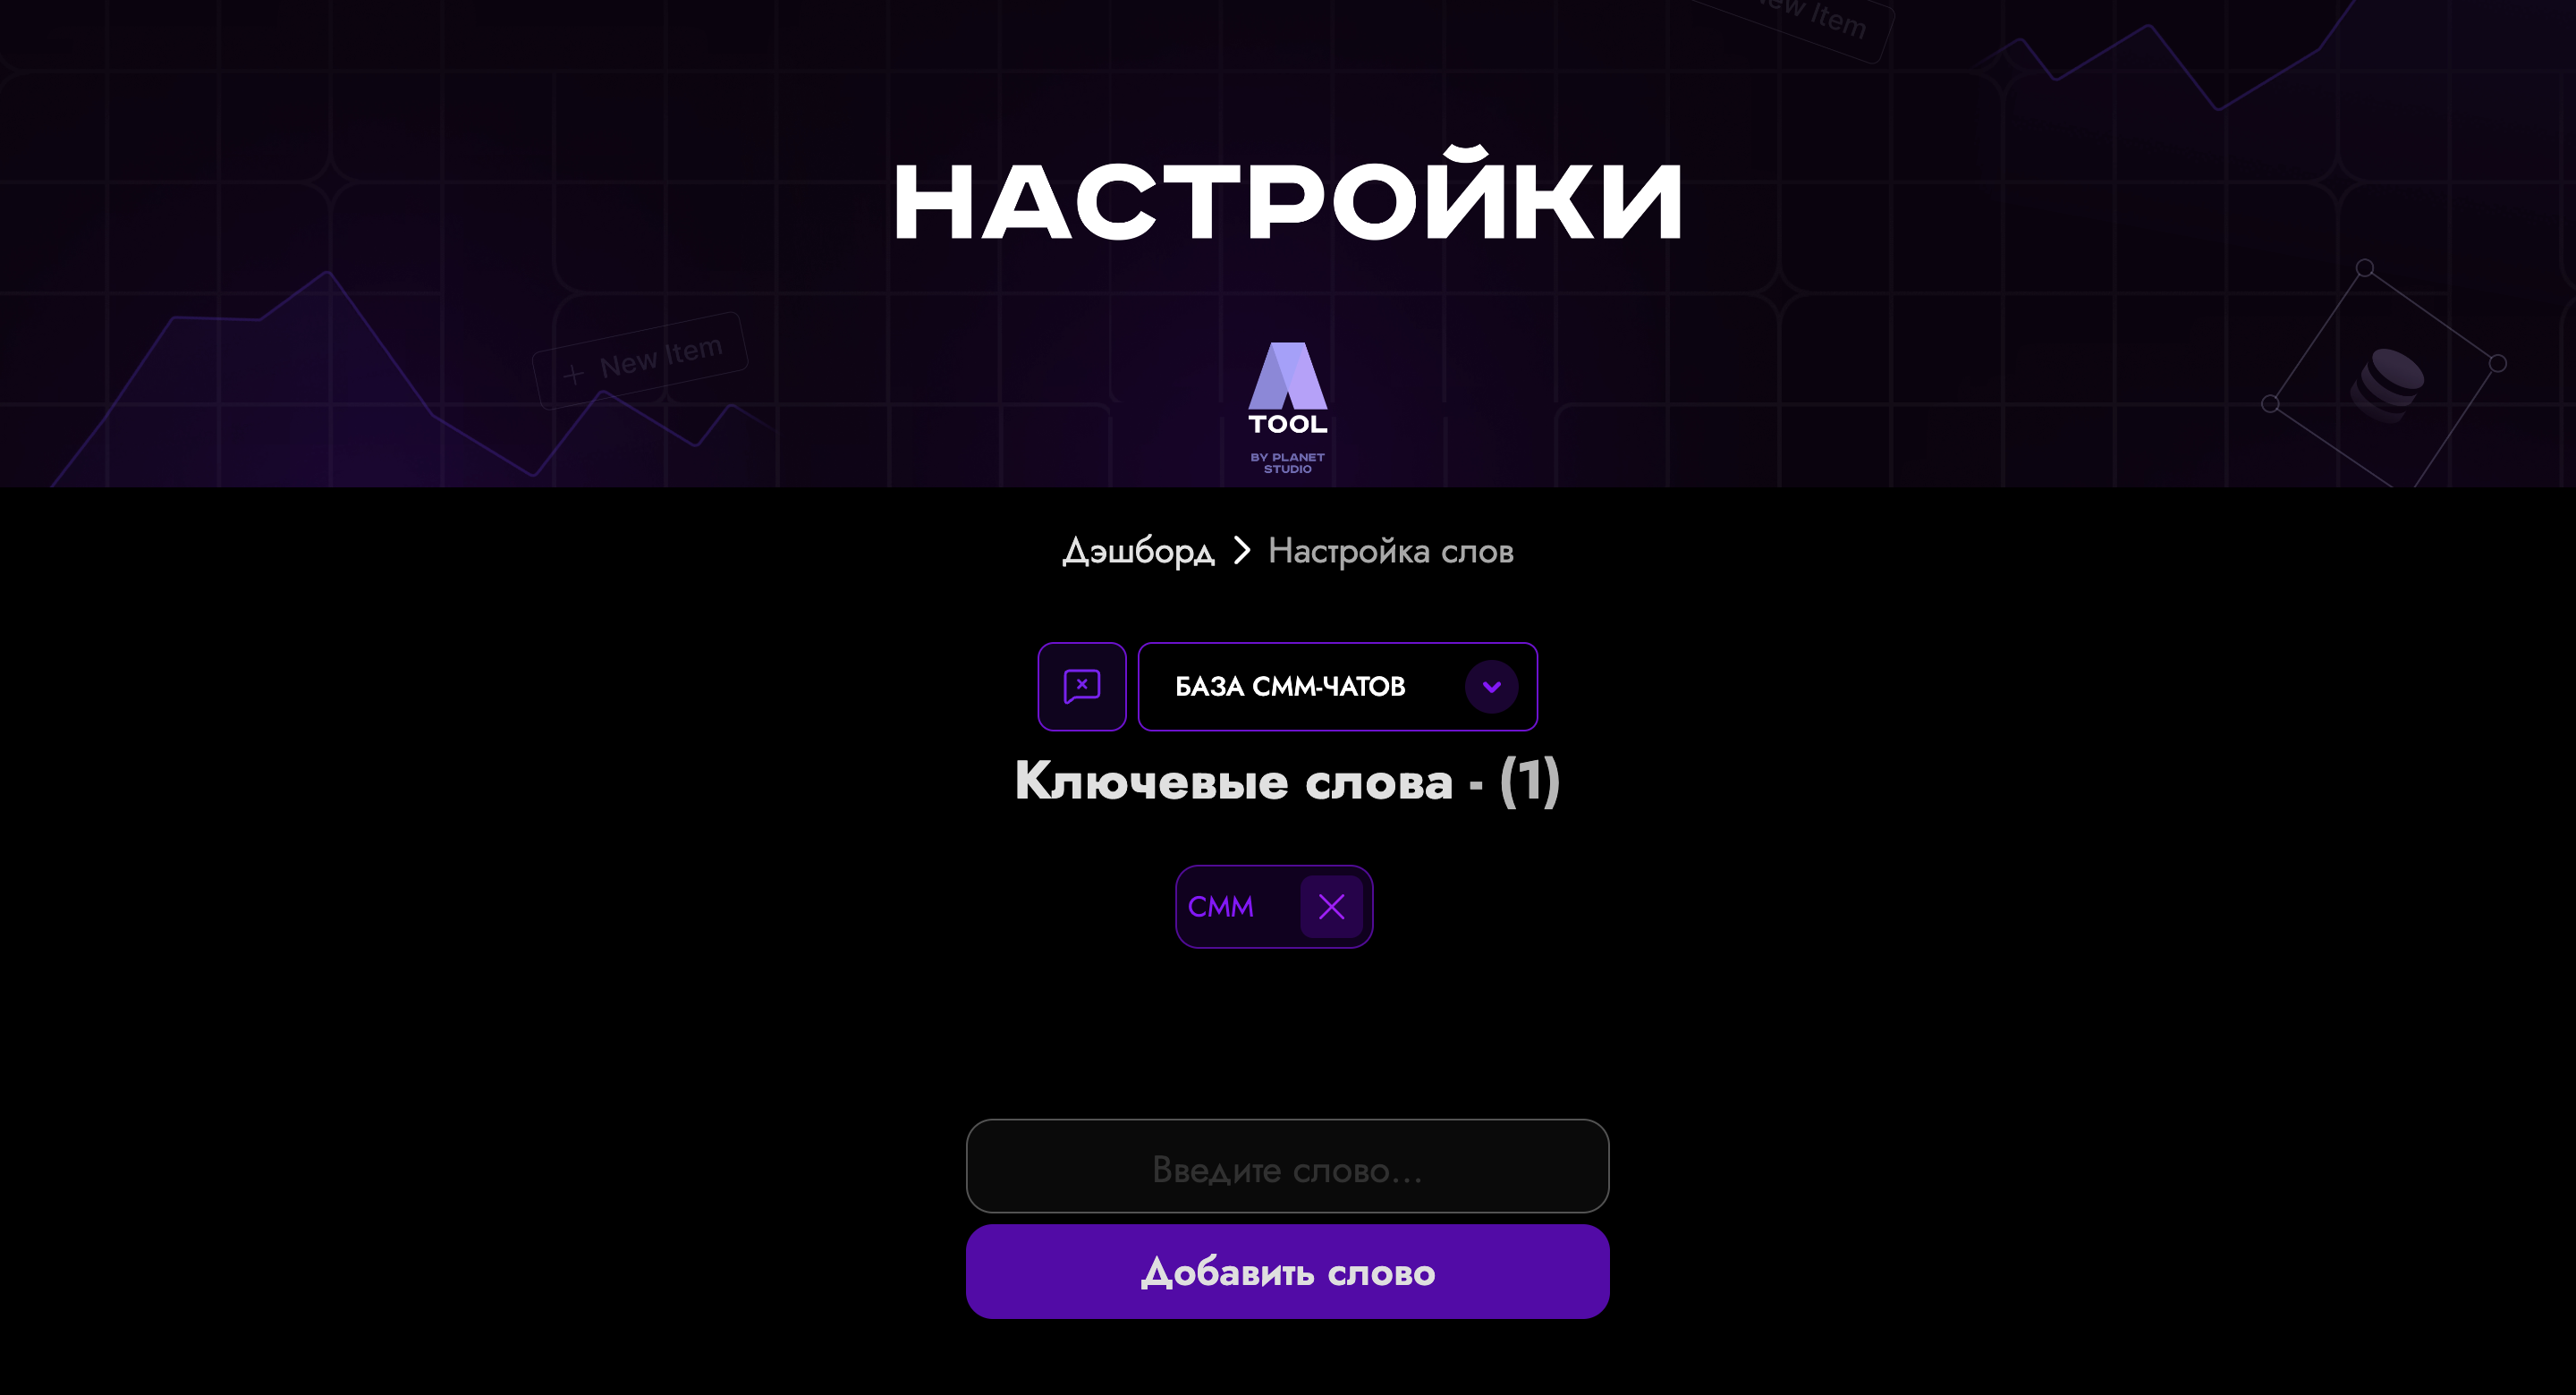 ew Item
НАСТРОЙКИ
+ New Item
TOOL
BY PLANET
STUDIO
Дэшборд > Настройка слов
БАЗА СММ-ЧАТОВ
Ключевые слова - (1)
СММ
Введите слово...
Добавить слово